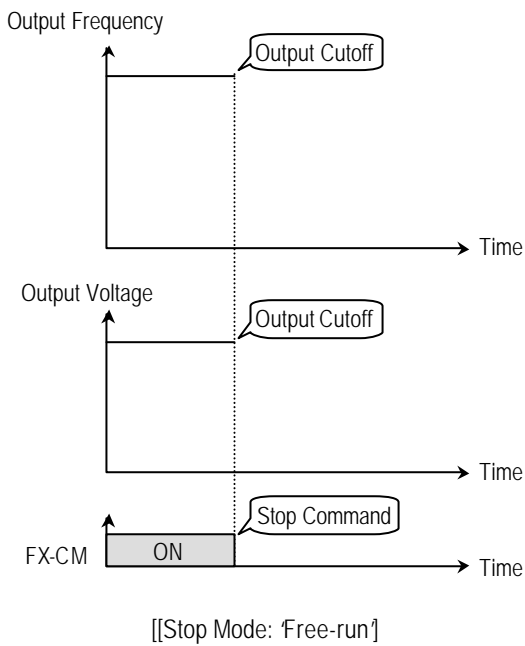 Output Frequency
Output Cutoff
Time
Output Voltage
Output Cutoff
Time
Stop Command
FX-CM
ON
Time
[[Stop Mode: 'Free-run']